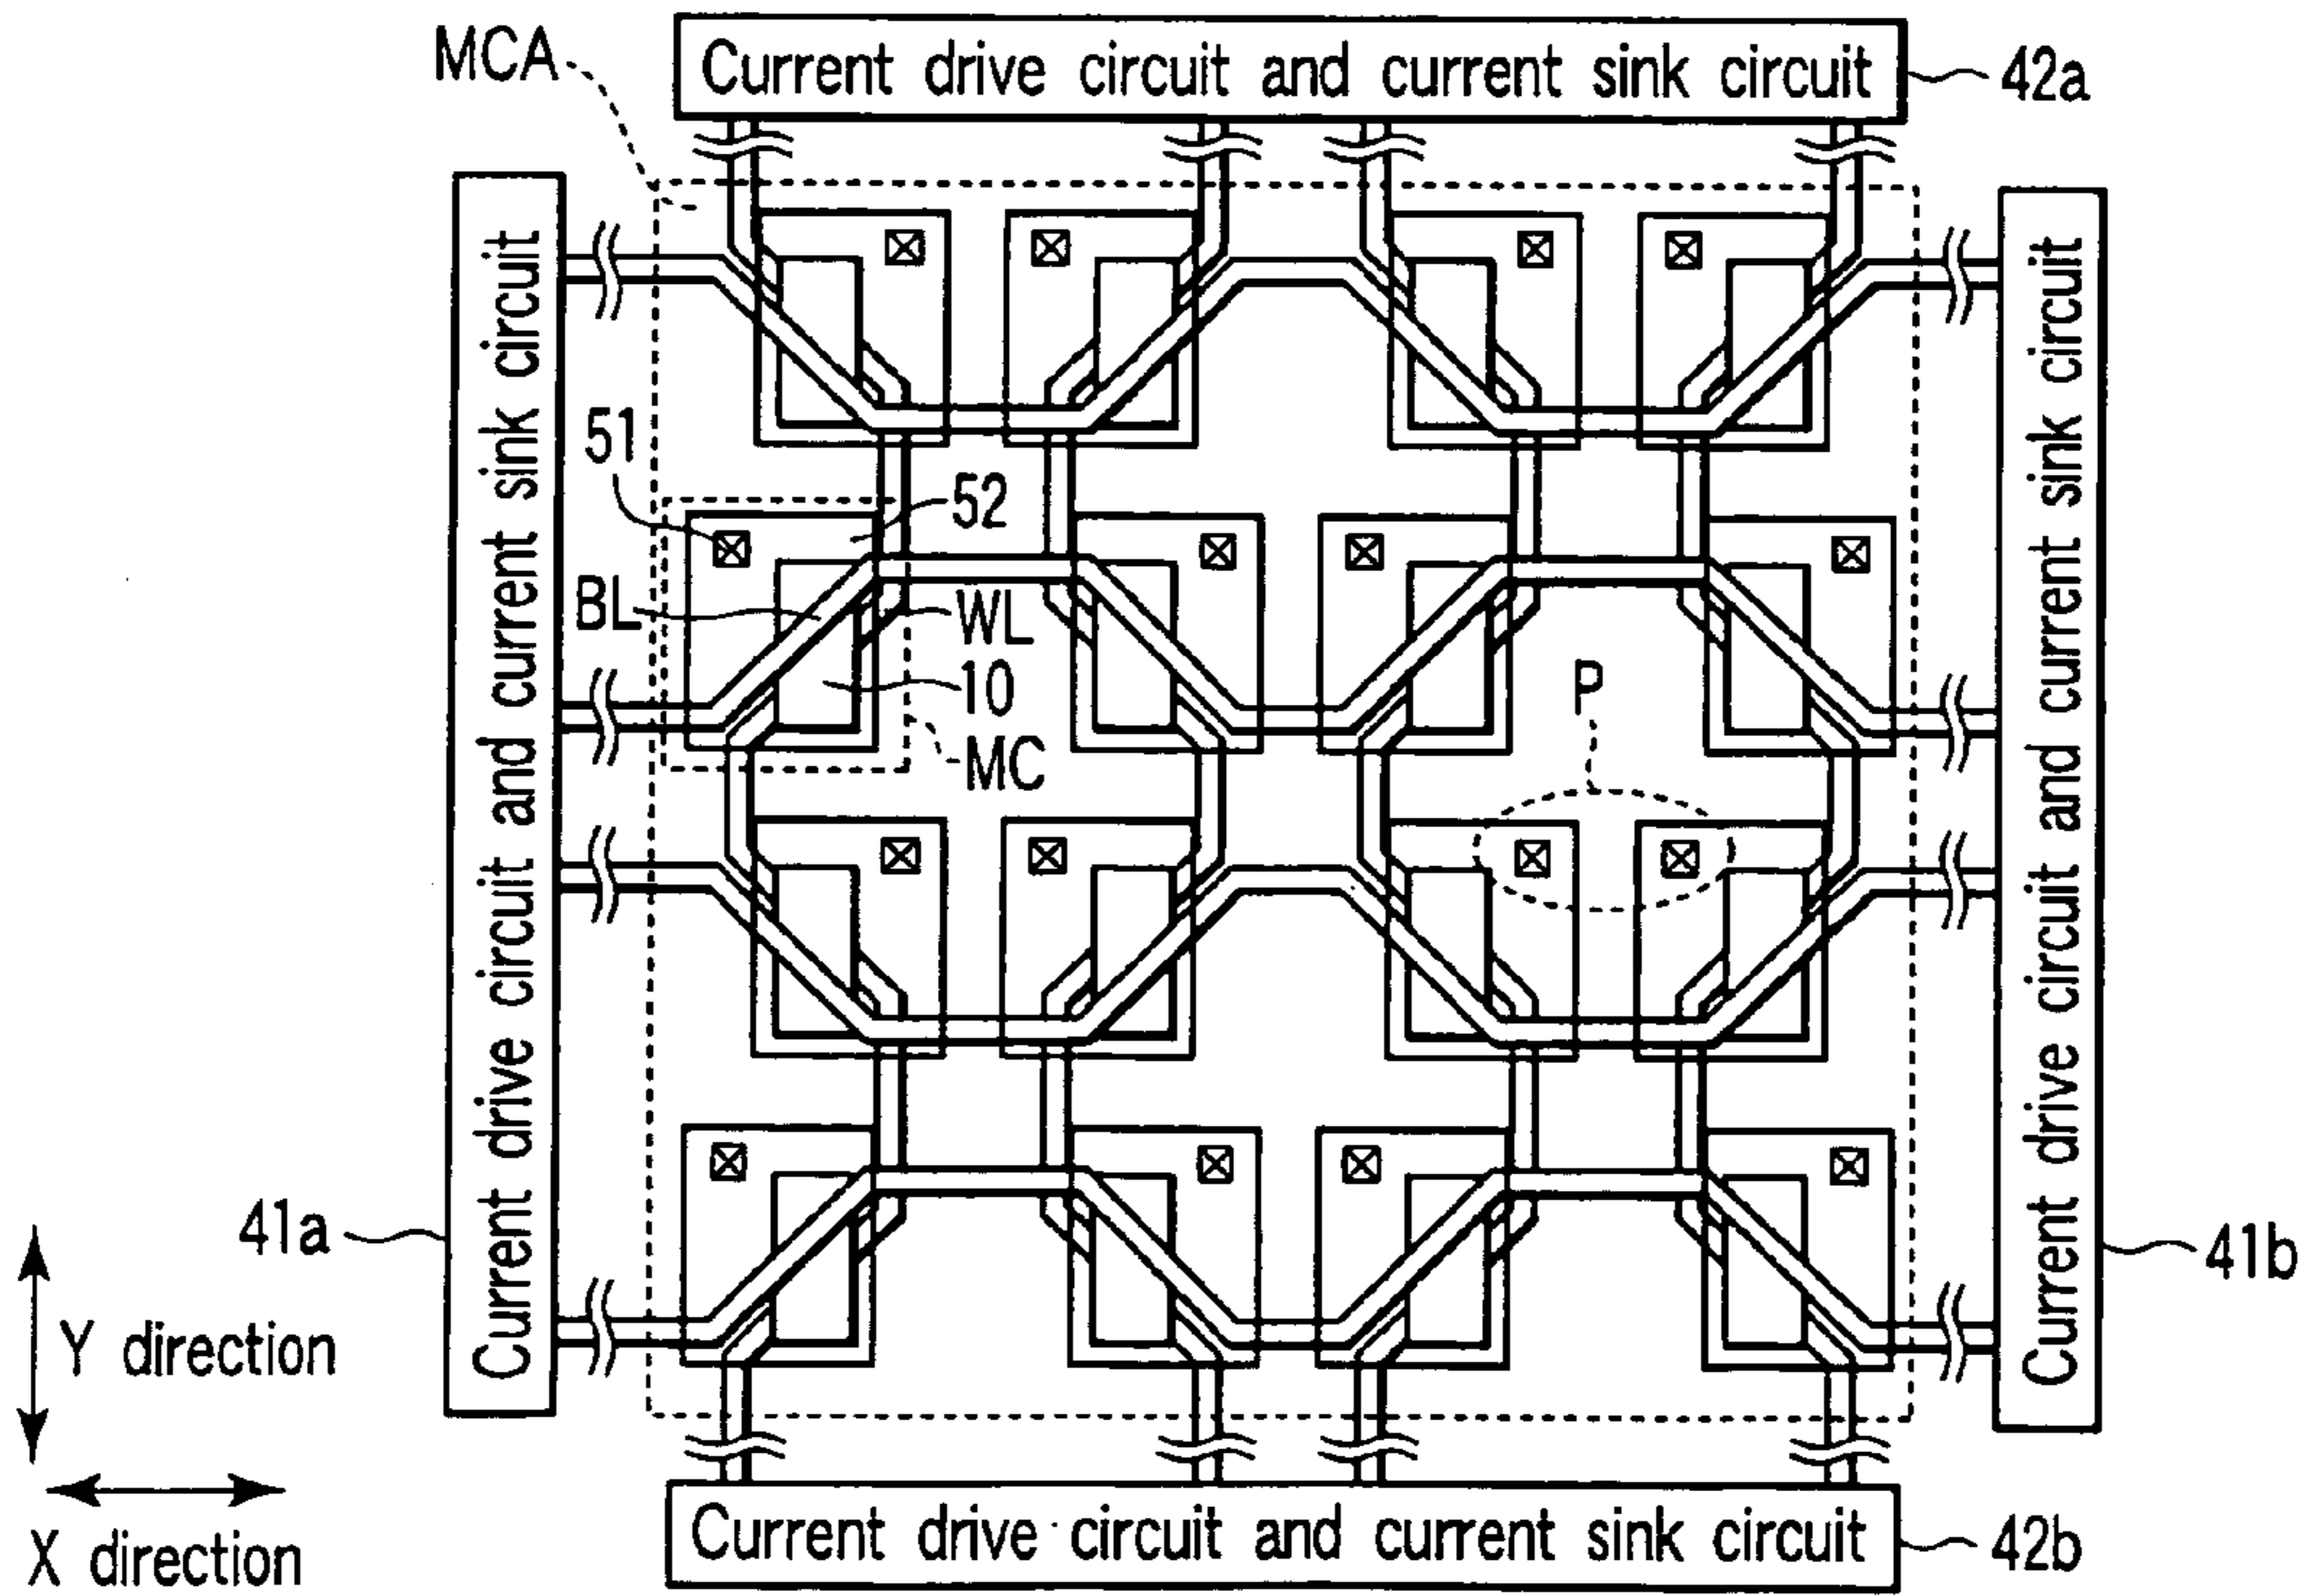 MCA
Current drive circuit and current sink circuit
42a
Current drive circuit and current sink circuit
51
52
BL
WL
10
MC
P
Current drive circuit and current sink circuit
41a
41b
Y direction
X direction
Current drive circuit and current sink circuit
42b